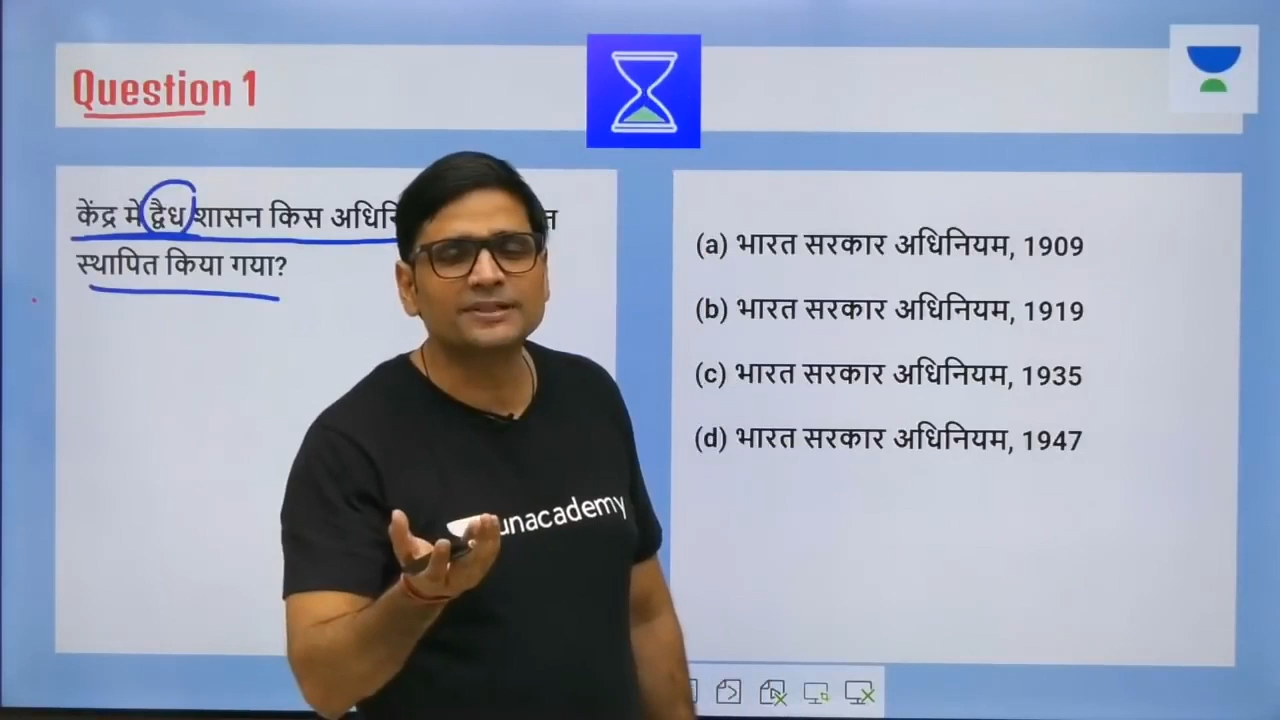 Question 1
केंद्र में द्वैध शासन किस अधिनि
स्थापित किया गया?
(a) भारत सरकार अधिनियम, 1909
(b) भारत सरकार अधिनियम, 1919
(c) भारत सरकार अधिनियम, 1935
(d) भारत सरकार अधिनियम, 1947
unacademy